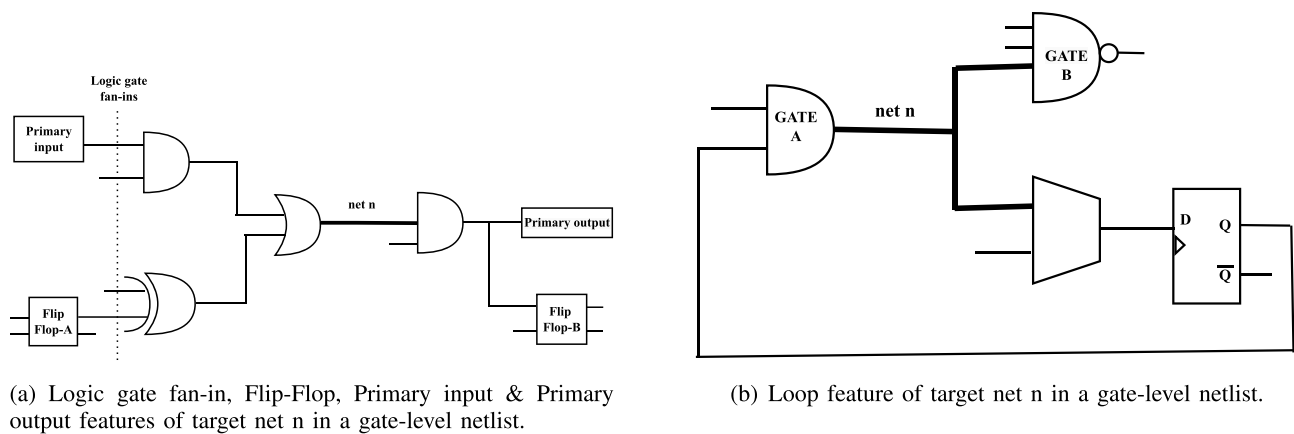 Logic gate
fan-ins
Primary
input
net n
Primary output
Flip
Flop-A
Flip
Flop-B
(a) Logic gate fan-in, Flip-Flop, Primary input & Primary
output features of target net n in a gate-level netlist.
GATE
A
net n
GATE
B
D
Q
Q̅
(b) Loop feature of target net n in a gate-level netlist.